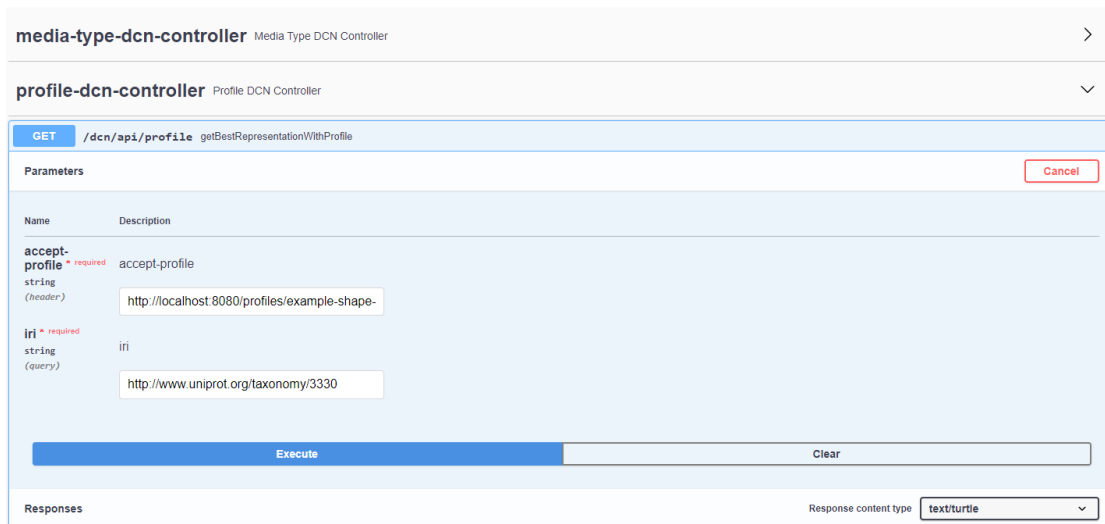 media-type-dcn-controller Media Type DCN Controller
profile-dcn-controller Profile DCN Controller
GET /dcn/api/profile getBestRepresentationWithProfile
Parameters Cancel
Name Description
accept-
profile * required accept-profile
string
(header)
http://localhost:8080/profiles/example-shape-
iri * required
string iri
(query)
http://www.uniprot.org/taxonomy/3330
Execute Clear
Responses Response content type text/turtle